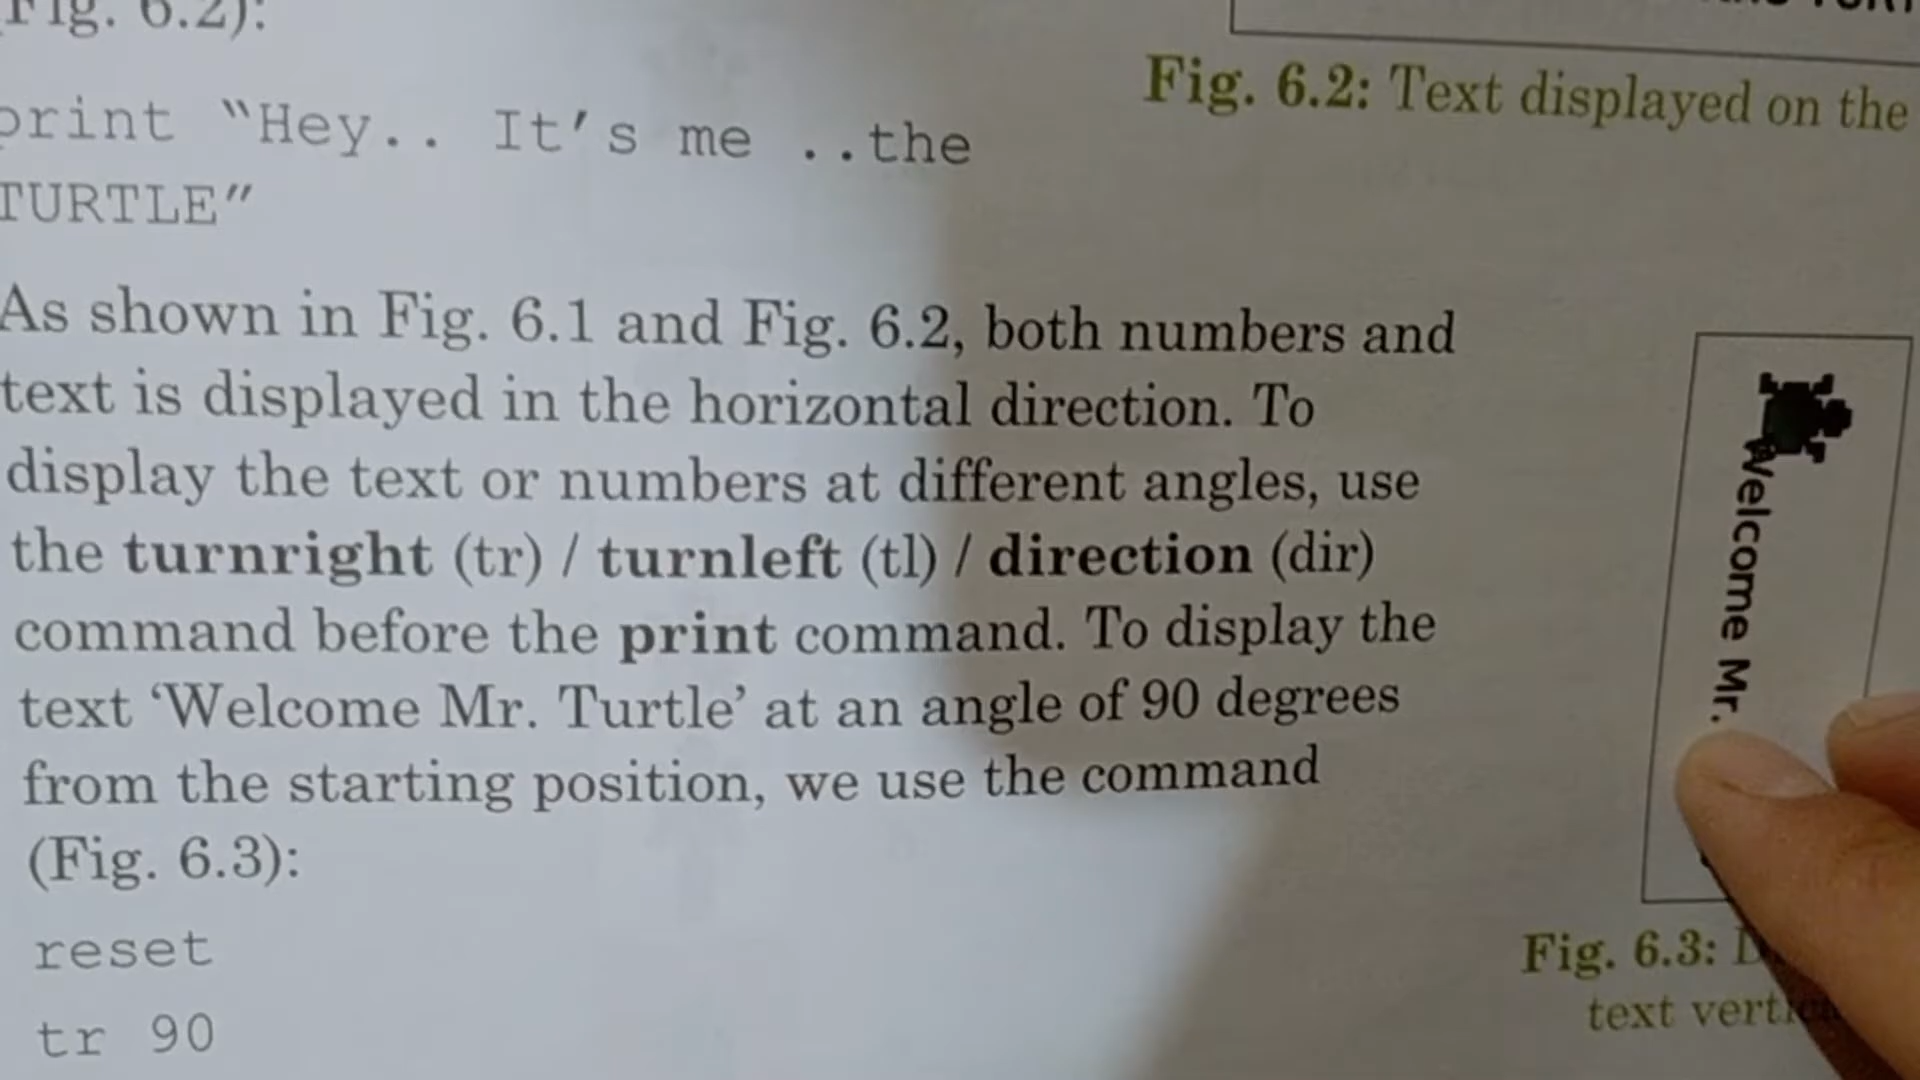 Fig. 6.2):
print “Hey.. It’s me ..the
TURTLE”
As shown in Fig. 6.1 and Fig. 6.2, both numbers and
text is displayed in the horizontal direction. To
display the text or numbers at different angles, use
the turnright (tr) / turnleft (tl) / direction (dir)
command before the print command. To display the
text ‘Welcome Mr. Turtle’ at an angle of 90 degrees
from the starting position, we use the command
(Fig. 6.3):
reset
tr 90
Fig. 6.2: Text displayed on the
Welcome Mr.
Fig. 6.3:
text